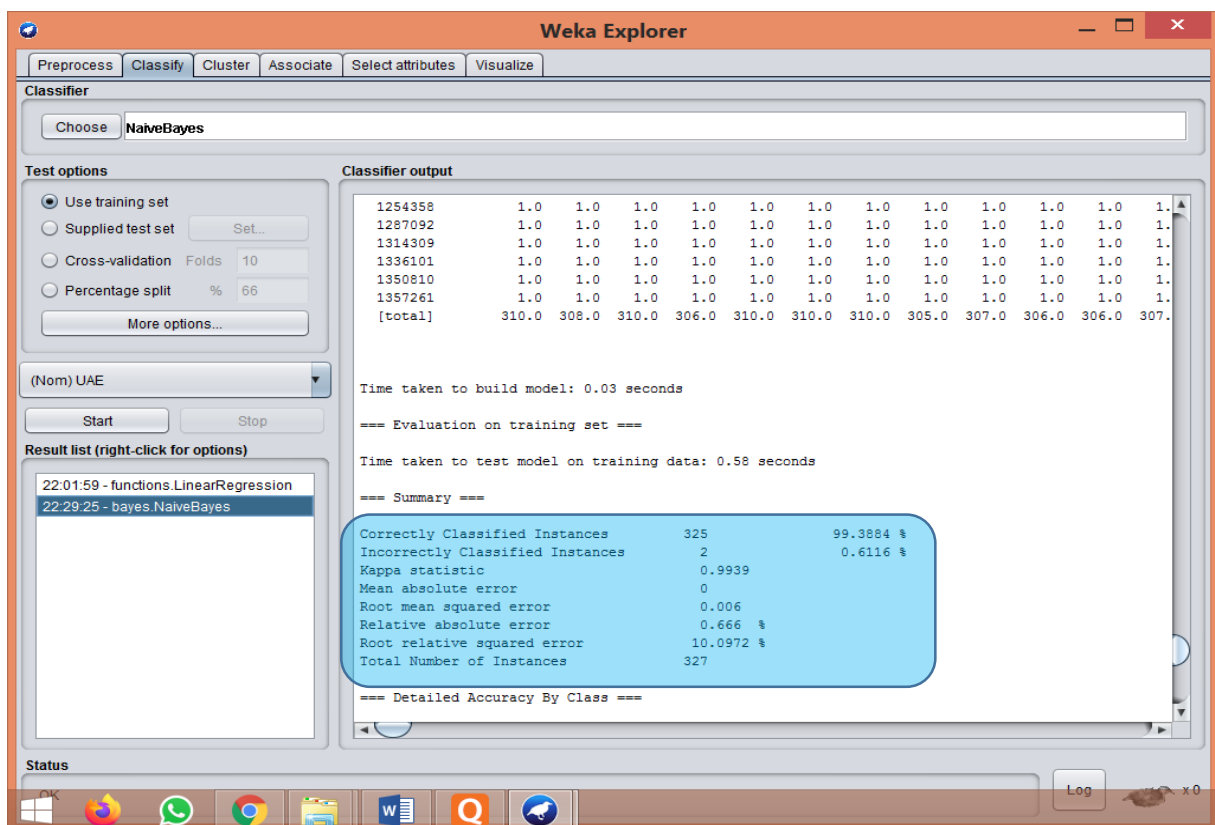 Weka Explorer
Preprocess Classify Cluster Associate Select attributes Visualize
Classifier
Choose NaiveBayes
Test options
Use training set
Supplied test set Set...
Cross-validation Folds 10
Percentage split % 66
More options...
(Nom) UAE
Start Stop
Result list (right-click for options)
22:01:59 - functions.LinearRegression
22:29:25 - bayes.NaiveBayes
Classifier output
1254358 1.0 1.0 1.0 1.0 1.0 1.0 1.0 1.0 1.0 1.0 1.0 1.
1287092 1.0 1.0 1.0 1.0 1.0 1.0 1.0 1.0 1.0 1.0 1.0 1.
1314309 1.0 1.0 1.0 1.0 1.0 1.0 1.0 1.0 1.0 1.0 1.0 1.
1336101 1.0 1.0 1.0 1.0 1.0 1.0 1.0 1.0 1.0 1.0 1.0 1.
1350810 1.0 1.0 1.0 1.0 1.0 1.0 1.0 1.0 1.0 1.0 1.0 1.
1357261 1.0 1.0 1.0 1.0 1.0 1.0 1.0 1.0 1.0 1.0 1.0 1.
[total] 310.0 308.0 310.0 306.0 310.0 310.0 310.0 305.0 307.0 306.0 306.0 307.
Time taken to build model: 0.03 seconds
=== Evaluation on training set ===
Time taken to test model on training data: 0.58 seconds
=== Summary ===
Correctly Classified Instances 325 99.3884 %
Incorrectly Classified Instances 2 0.6116 %
Kappa statistic 0.9939
Mean absolute error 0
Root mean squared error 0.006
Relative absolute error 0.666 %
Root relative squared error 10.0972 %
Total Number of Instances 327
=== Detailed Accuracy By Class ===
Status
OK
Log x 0